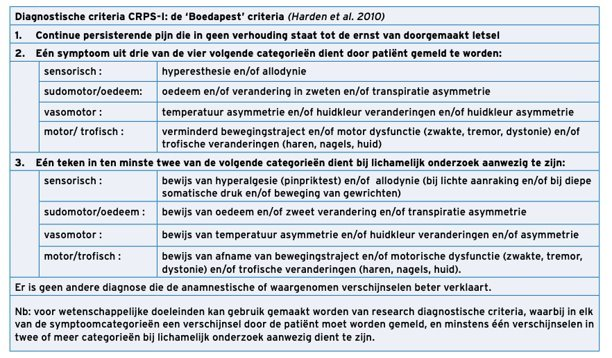 Diagnostische criteria CRPS-I: de ‘Boedapest’ criteria (Harden et al. 2010)
1. Continue persisterende pijn die in geen verhouding staat tot de ernst van doorgemaakt letsel
2. Eén symptoom uit drie van de vier volgende categorieën dient door patiënt gemeld te worden:
sensorisch : hyperesthesie en/of allodynie
sudomotor/oedeem: oedeem en/of verandering in zweten en/of transpiratie asymmetrie
vasomotor : temperatuur asymmetrie en/of huidkleur veranderingen en/of huidkleur asymmetrie
motor/ trofisch : verminderd bewegingstraject en/of motor dysfunctie (zwakte, tremor, dystonie) en/of
trofische veranderingen (haren, nagels, huid)
3. Eén teken in ten minste twee van de volgende categorieën dient bij lichamelijk onderzoek aanwezig te zijn:
sensorisch : bewijs van hyperalgesie (pinpriktest) en/of allodynie (bij lichte aanraking en/of bij diepe
somatische druk en/of beweging van gewrichten)
sudomotor/oedeem : bewijs van oedeem en/of zweet verandering en/of transpiratie asymmetrie
vasomotor : bewijs van temperatuur asymmetrie en/of huidkleur veranderingen en/of asymmetrie
motor/trofisch : bewijs van afname van bewegingstraject en/of motorische dysfunctie (zwakte, tremor,
dystonie) en/of trofische veranderingen (haren, nagels, huid).
Er is geen andere diagnose die de anamnestische of waargenomen verschijnselen beter verklaart.
Nb: voor wetenschappelijke doeleinden kan gebruik gemaakt worden van research diagnostische criteria, waarbij in elk
van de symptoomcategorieën een verschijnsel door de patiënt moet worden gemeld, en minstens één verschijnselen in
twee of meer categorieën bij lichamelijk onderzoek aanwezig dient te zijn.